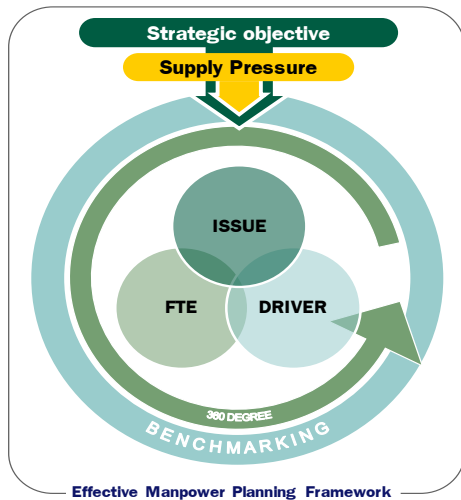 Strategic objective
Supply Pressure
ISSUE
FTE
DRIVER
360 DEGREE
BENCHMARKING
Effective Manpower Planning Framework